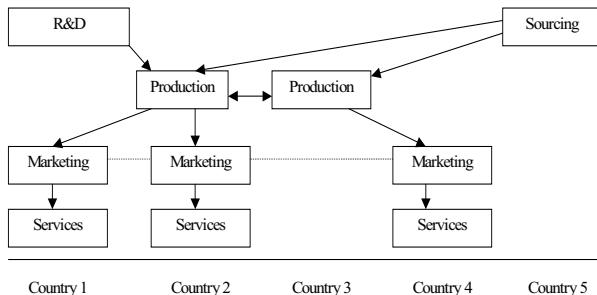 R&D
Sourcing
Production
Production
Marketing
Marketing
Marketing
Services
Services
Services
Country 1
Country 2
Country 3
Country 4
Country 5